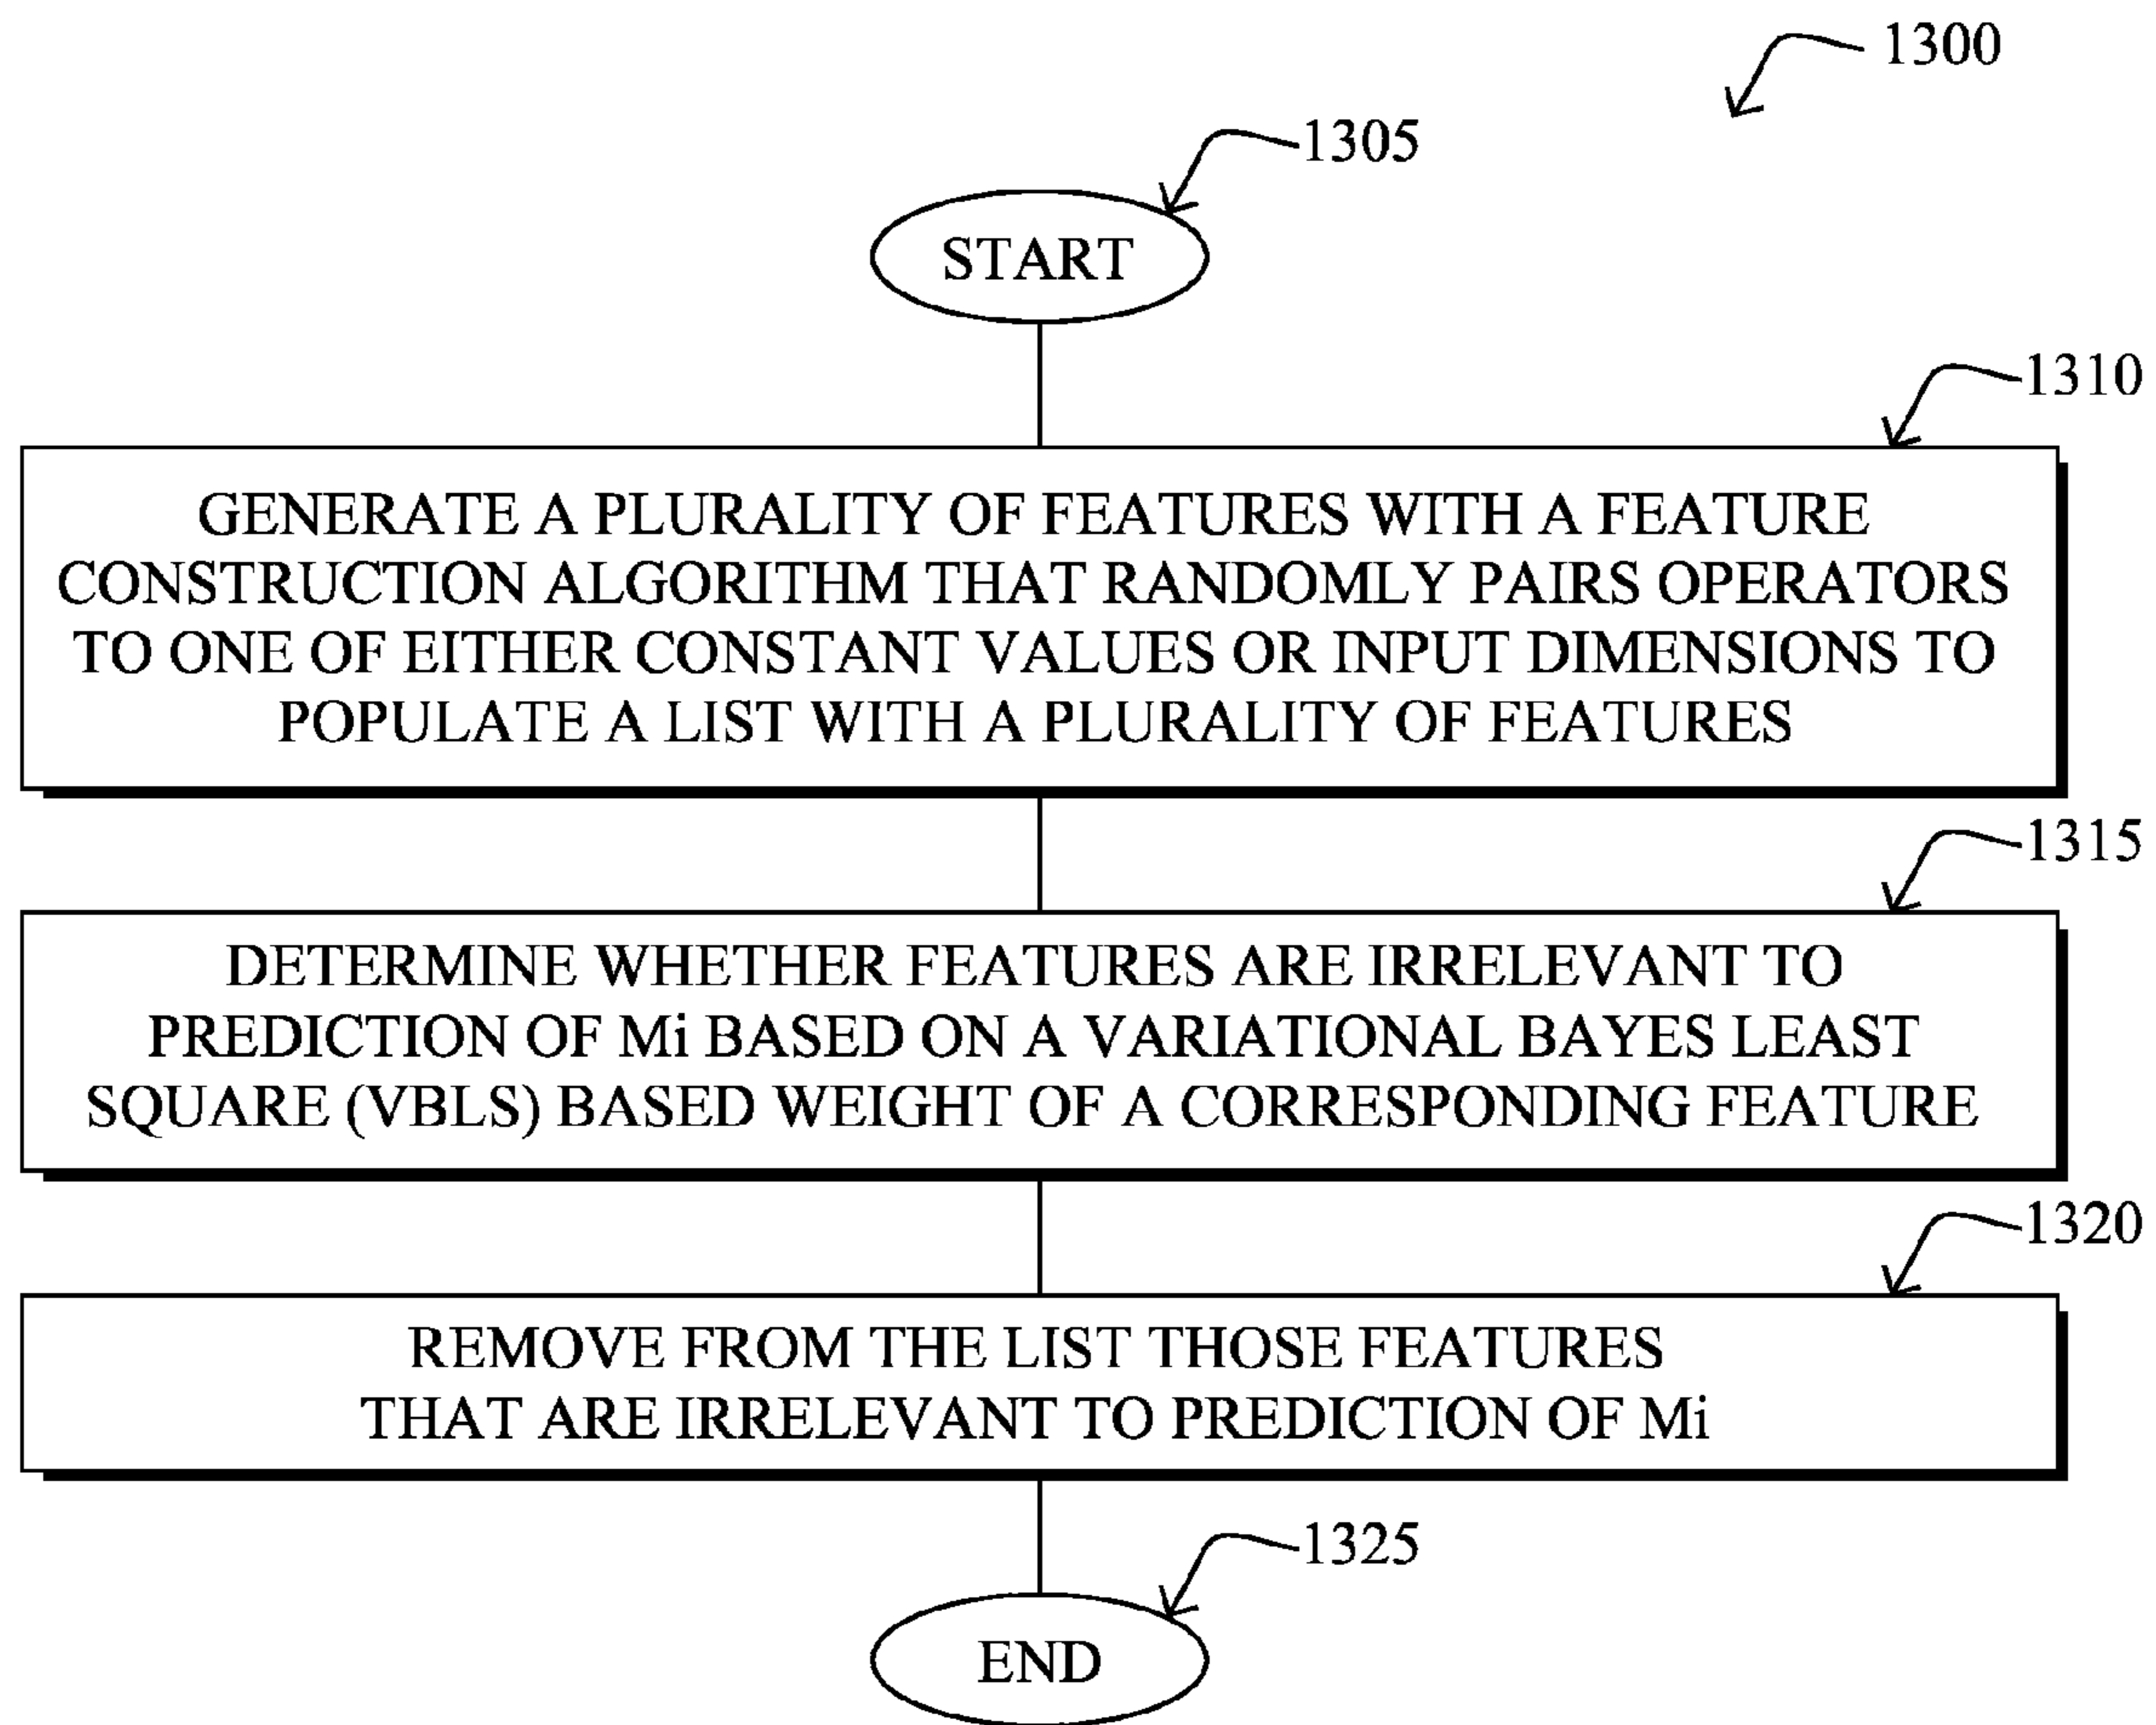 1300
1305
START
1310
GENERATE A PLURALITY OF FEATURES WITH A FEATURE
CONSTRUCTION ALGORITHM THAT RANDOMLY PAIRS OPERATORS
TO ONE OF EITHER CONSTANT VALUES OR INPUT DIMENSIONS TO
POPULATE A LIST WITH A PLURALITY OF FEATURES
1315
DETERMINE WHETHER FEATURES ARE IRRELEVANT TO
PREDICTION OF Mi BASED ON A VARIATIONAL BAYES LEAST
SQUARE (VBLS) BASED WEIGHT OF A CORRESPONDING FEATURE
1320
REMOVE FROM THE LIST THOSE FEATURES
THAT ARE IRRELEVANT TO PREDICTION OF Mi
1325
END